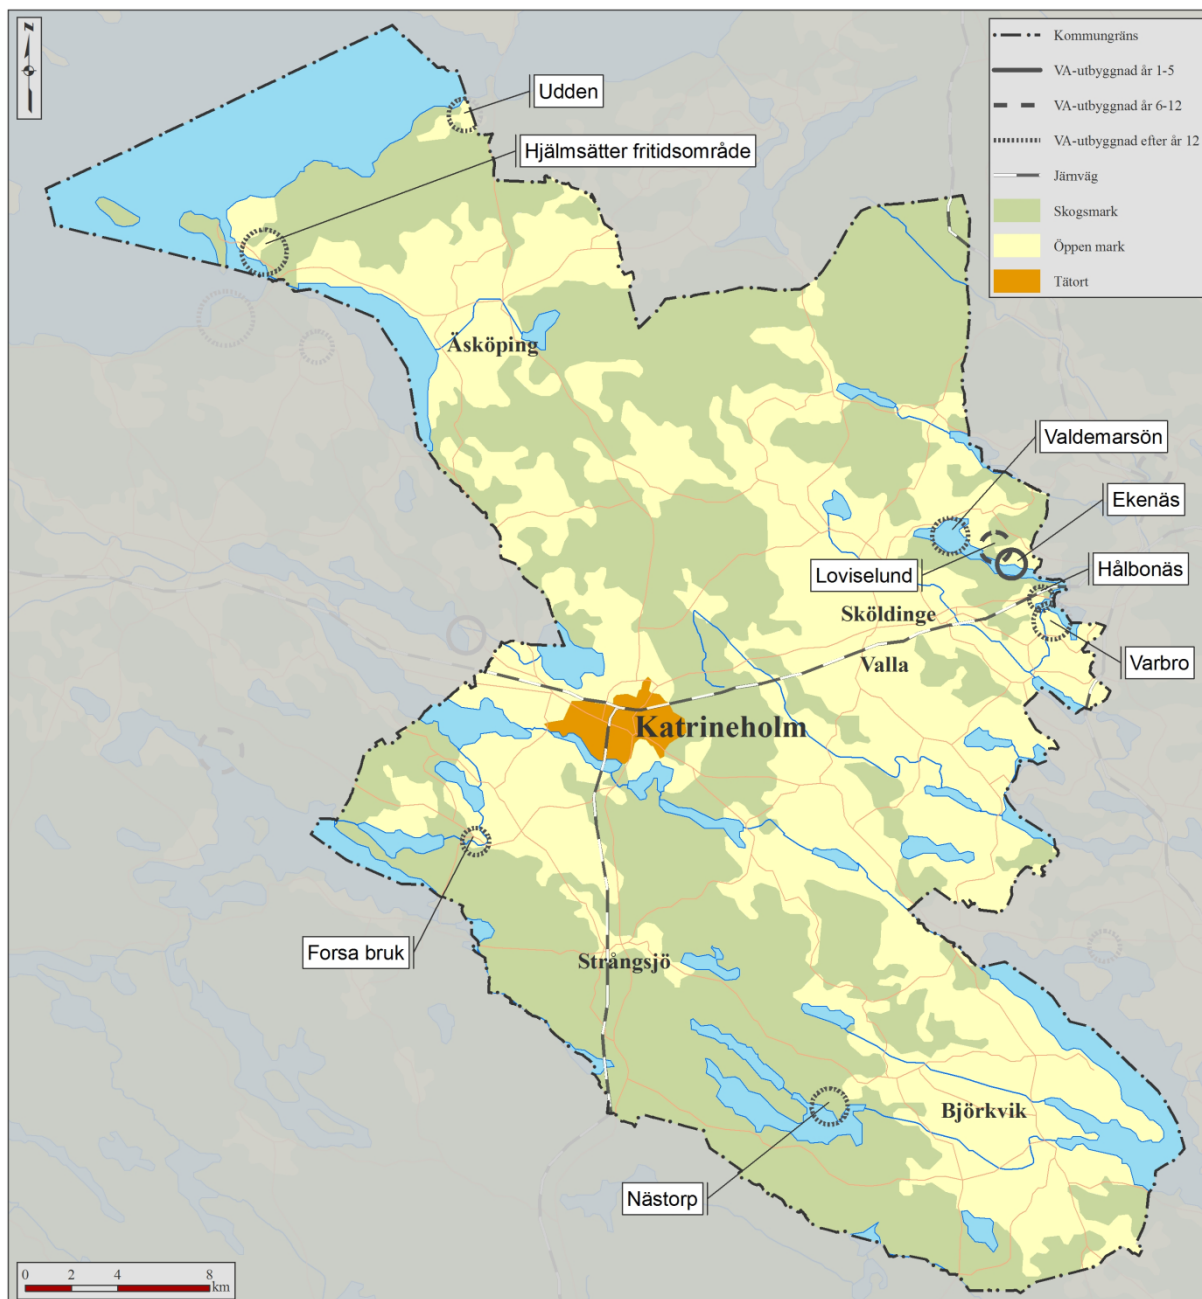 N
Kommungräns
VA-utbyggnad år 1-5
VA-utbyggnad år 6-12
VA-utbyggnad efter år 12
Järnväg
Skogsmark
Öppen mark
Tätort
Udden
Hjälmsätter fritidsområde
Äsköping
Valdemarsön
Ekenäs
Loviselund
Hålbonäs
Sköldinge
Varbro
Valla
Katrineholm
Forsa bruk
Strångsjö
Björkvik
Nästorp
0 2 4 8
km